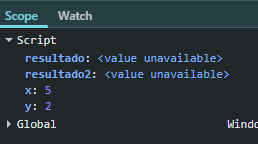 Scope Watch
Script
resultado: <value unavailable>
resultado2: <value unavailable>
x: 5
y: 2
Global Windo